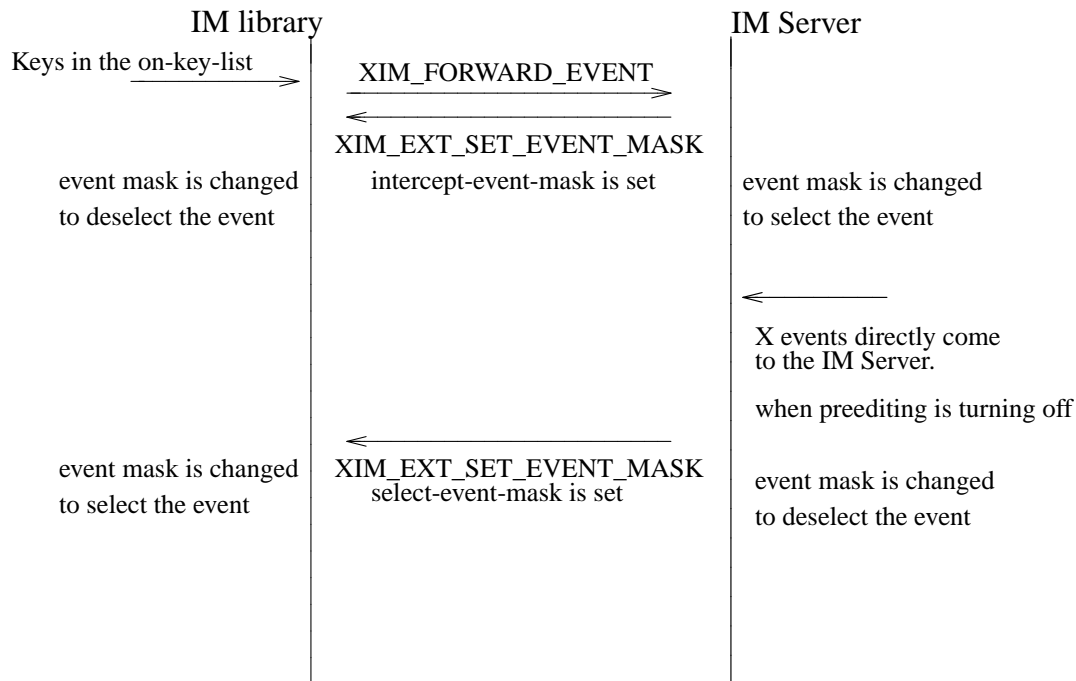 IM library
IM Server
Keys in the on-key-list
XIM_FORWARD_EVENT
XIM_EXT_SET_EVENT_MASK
intercept-event-mask is set
event mask is changed
to deselect the event
event mask is changed
to select the event
X events directly come
to the IM Server.
when preediting is turning off
XIM_EXT_SET_EVENT_MASK
select-event-mask is set
event mask is changed
to select the event
event mask is changed
to deselect the event